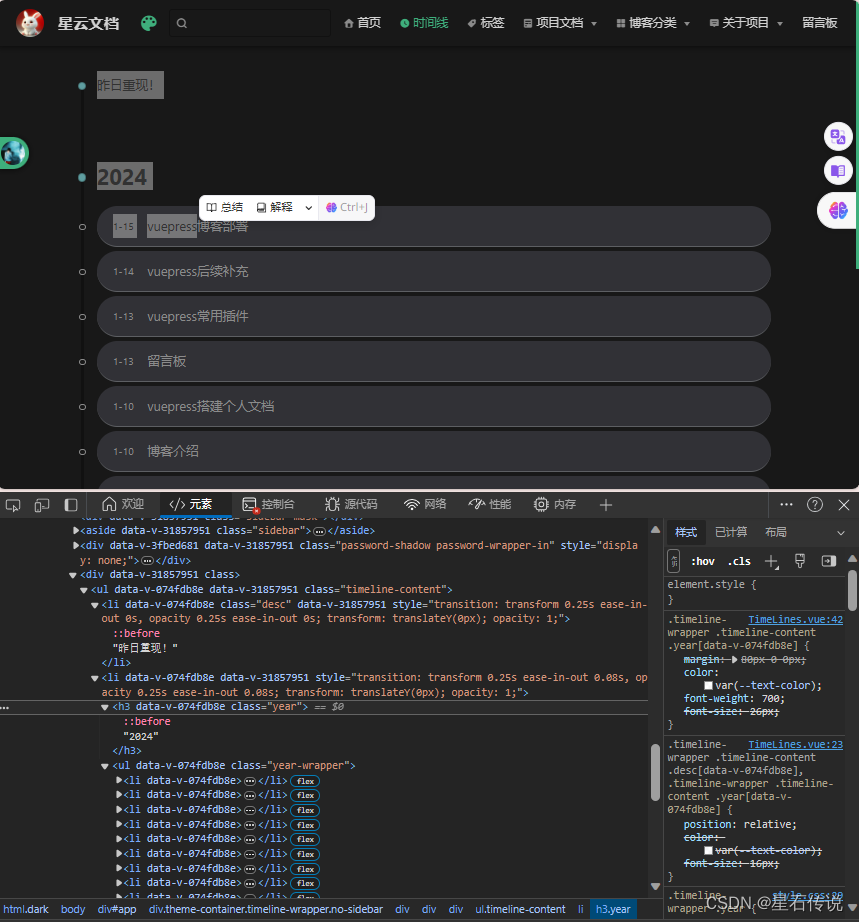 星云文档 首页 时间线 标签 项目文档 博客分类 关于项目 留言板
昨日重现!
2024
总结 解释 Ctrl+J
1-15 vuepress博客部署
1-14 vuepress后续补充
1-13 vuepress常用插件
1-13 留言板
1-10 vuepress搭建个人文档
1-10 博客介绍
欢迎 </> 元素 控制台 源代码 网络 性能 内存
<aside data-v-31857951 class="sidebar">…</aside>
<div data-v-3fbed681 data-v-31857951 class="password-shadow password-wrapper-in" style="displa
y: none;">…</div>
<div data-v-31857951 class>
<ul data-v-074fdb8e data-v-31857951 class="timeline-content">
<li data-v-074fdb8e class="desc" data-v-31857951 style="transition: transform 0.25s ease-in-
out 0s, opacity 0.25s ease-in-out 0s; transform: translateY(0px); opacity: 1;">
::before
"昨日重现！"
</li>
<li data-v-074fdb8e data-v-31857951 style="transition: transform 0.25s ease-in-out 0.08s, op
acity 0.25s ease-in-out 0.08s; transform: translateY(0px); opacity: 1;">
<h3 data-v-074fdb8e class="year"> == $0
::before
"2024"
</h3>
<ul data-v-074fdb8e class="year-wrapper">
<li data-v-074fdb8e>…</li> flex
<li data-v-074fdb8e>…</li> flex
<li data-v-074fdb8e>…</li> flex
<li data-v-074fdb8e>…</li> flex
<li data-v-074fdb8e>…</li> flex
<li data-v-074fdb8e>…</li> flex
<li data-v-074fdb8e>…</li> flex
<li data-v-074fdb8e>…</li> flex
html.dark body div#app div.theme-container.timeline-wrapper.no-sidebar div div div ul.timeline-content li h3.year
样式 已计算 布局
:hov .cls
element.style {
}
.timeline- TimeLines.vue:42
wrapper .timeline-content
.year[data-v-074fdb8e] {
margin: 80px 0 0px;
color:
var(--text-color);
font-weight: 700;
font-size: 26px;
}
.timeline- TimeLines.vue:23
wrapper .timeline-content
.desc[data-v-074fdb8e],
.timeline-wrapper .timeline-
content .year[data-v-
074fdb8e] {
position: relative;
color:
var(--text-color);
font-size: 16px;
}
.timeline- style.css:29
wrapper .year,
CSDN @星石传说